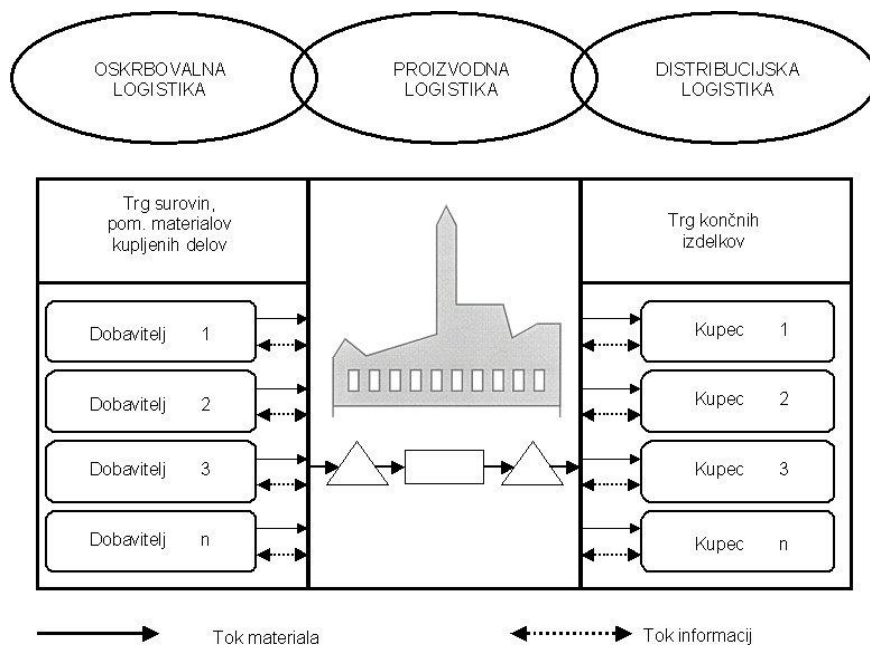 OSKRBOVALNA
LOGISTIKA
PROIZVODNA
LOGISTIKA
DISTRIBUCIJSKA
LOGISTIKA
Trg surovin,
pom. materialov
kupljenih delov
Trg končnih
izdelkov
Dobavitelj 1
Dobavitelj 2
Dobavitelj 3
Dobavitelj n
Kupec 1
Kupec 2
Kupec 3
Kupec n
Tok materiala
Tok informacij